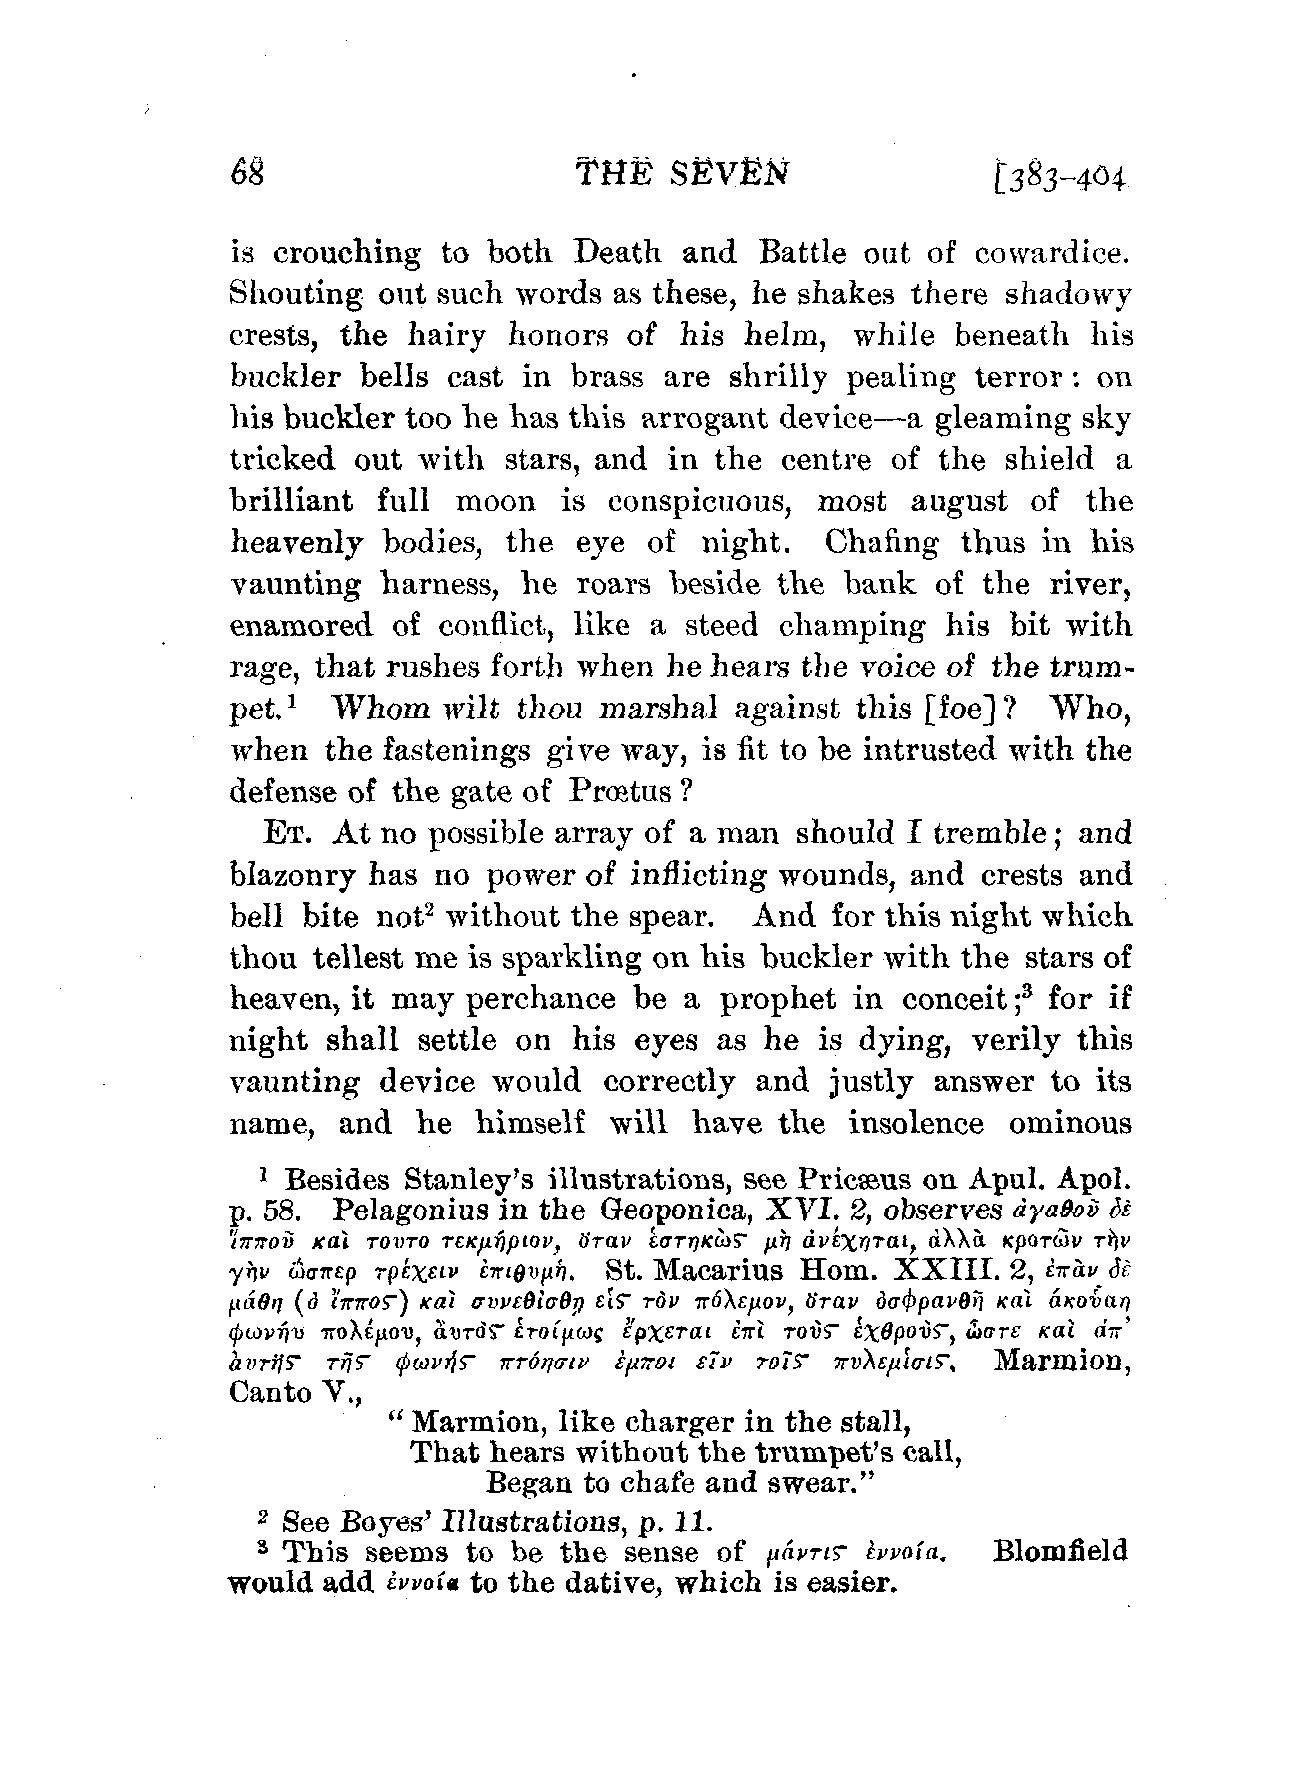 68 THE SEVEN [383-404
is crouching to both Death and Battle out of cowardice.
Shouting out such words as these, he shakes there shadowy
crests, the hairy honors of his helm, while beneath his
buckler bells cast in brass are shrilly pealing terror: on
his buckler too he has this arrogant device—a gleaming sky
tricked out with stars, and in the centre of the shield a
brilliant full moon is conspicuous, most august of the
heavenly bodies, the eye of night. Chafing thus in his
vaunting harness, he roars beside the bank of the river,
enamored of conflict, like a steed champing his bit with
rage, that rushes forth when he hears the voice of the trum-
pet.¹ Whom wilt thou marshal against this [foe]? Who,
when the fastenings give way, is fit to be intrusted with the
defense of the gate of Prœtus?
ET. At no possible array of a man should I tremble; and
blazonry has no power of inflicting wounds, and crests and
bell bite not² without the spear. And for this night which
thou tellest me is sparkling on his buckler with the stars of
heaven, it may perchance be a prophet in conceit;³ for if
night shall settle on his eyes as he is dying, verily this
vaunting device would correctly and justly answer to its
name, and he himself will have the insolence ominous
¹ Besides Stanley's illustrations, see Pricæus on Apul. Apol.
p. 58. Pelagonius in the Geoponica, XVI. 2, observes ἀγαθοῦ δὲ
ἵππου καὶ τουτο τεκμήριον, ὅταν ἑστηκὼς μὴ ἀνέχηται, ἀλλὰ κροτῶν τὴν
γὴν ὥσπερ τρέχειν ἐπιθυμῆ. St. Macarius Hom. XXIII. 2, ἐπὰν δὲ
μάθη (ὁ ἵππος) καὶ συνεθὶσθῃ εἰς τὸν πόλεμον, ὅταν ὀσφρανθῆ καὶ ἀκούαη
φωνήυ πολέμου, ἀυτὸς ἑτοίμως ἔρχεται ἐπὶ τοὺς ἐχθροὺς, ὥστε καὶ ἀπ'
ἀυτῆς τῆς φωνής πτόησιν ἐμποι εῖν τοῖς πυλεμὶσις. Marmion,
Canto V.,
"Marmion, like charger in the stall,
That hears without the trumpet's call,
Began to chafe and swear."
² See Boyes' Illustrations, p. 11.
³ This seems to be the sense of μάντις ἐννοία. Blomfield
would add ἐννοίᾳ to the dative, which is easier.